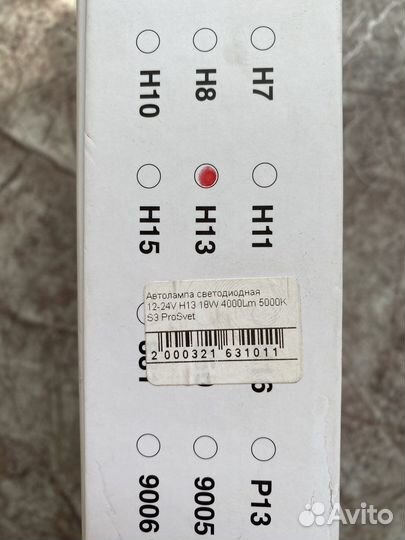 H10
H8
H7
H15
H13
H11
Автолампа светодиодная
12-24V H13 18W 4000Lm 5000K
S3 ProSvet
2 000321 631011
9006
9005
P13
Avito